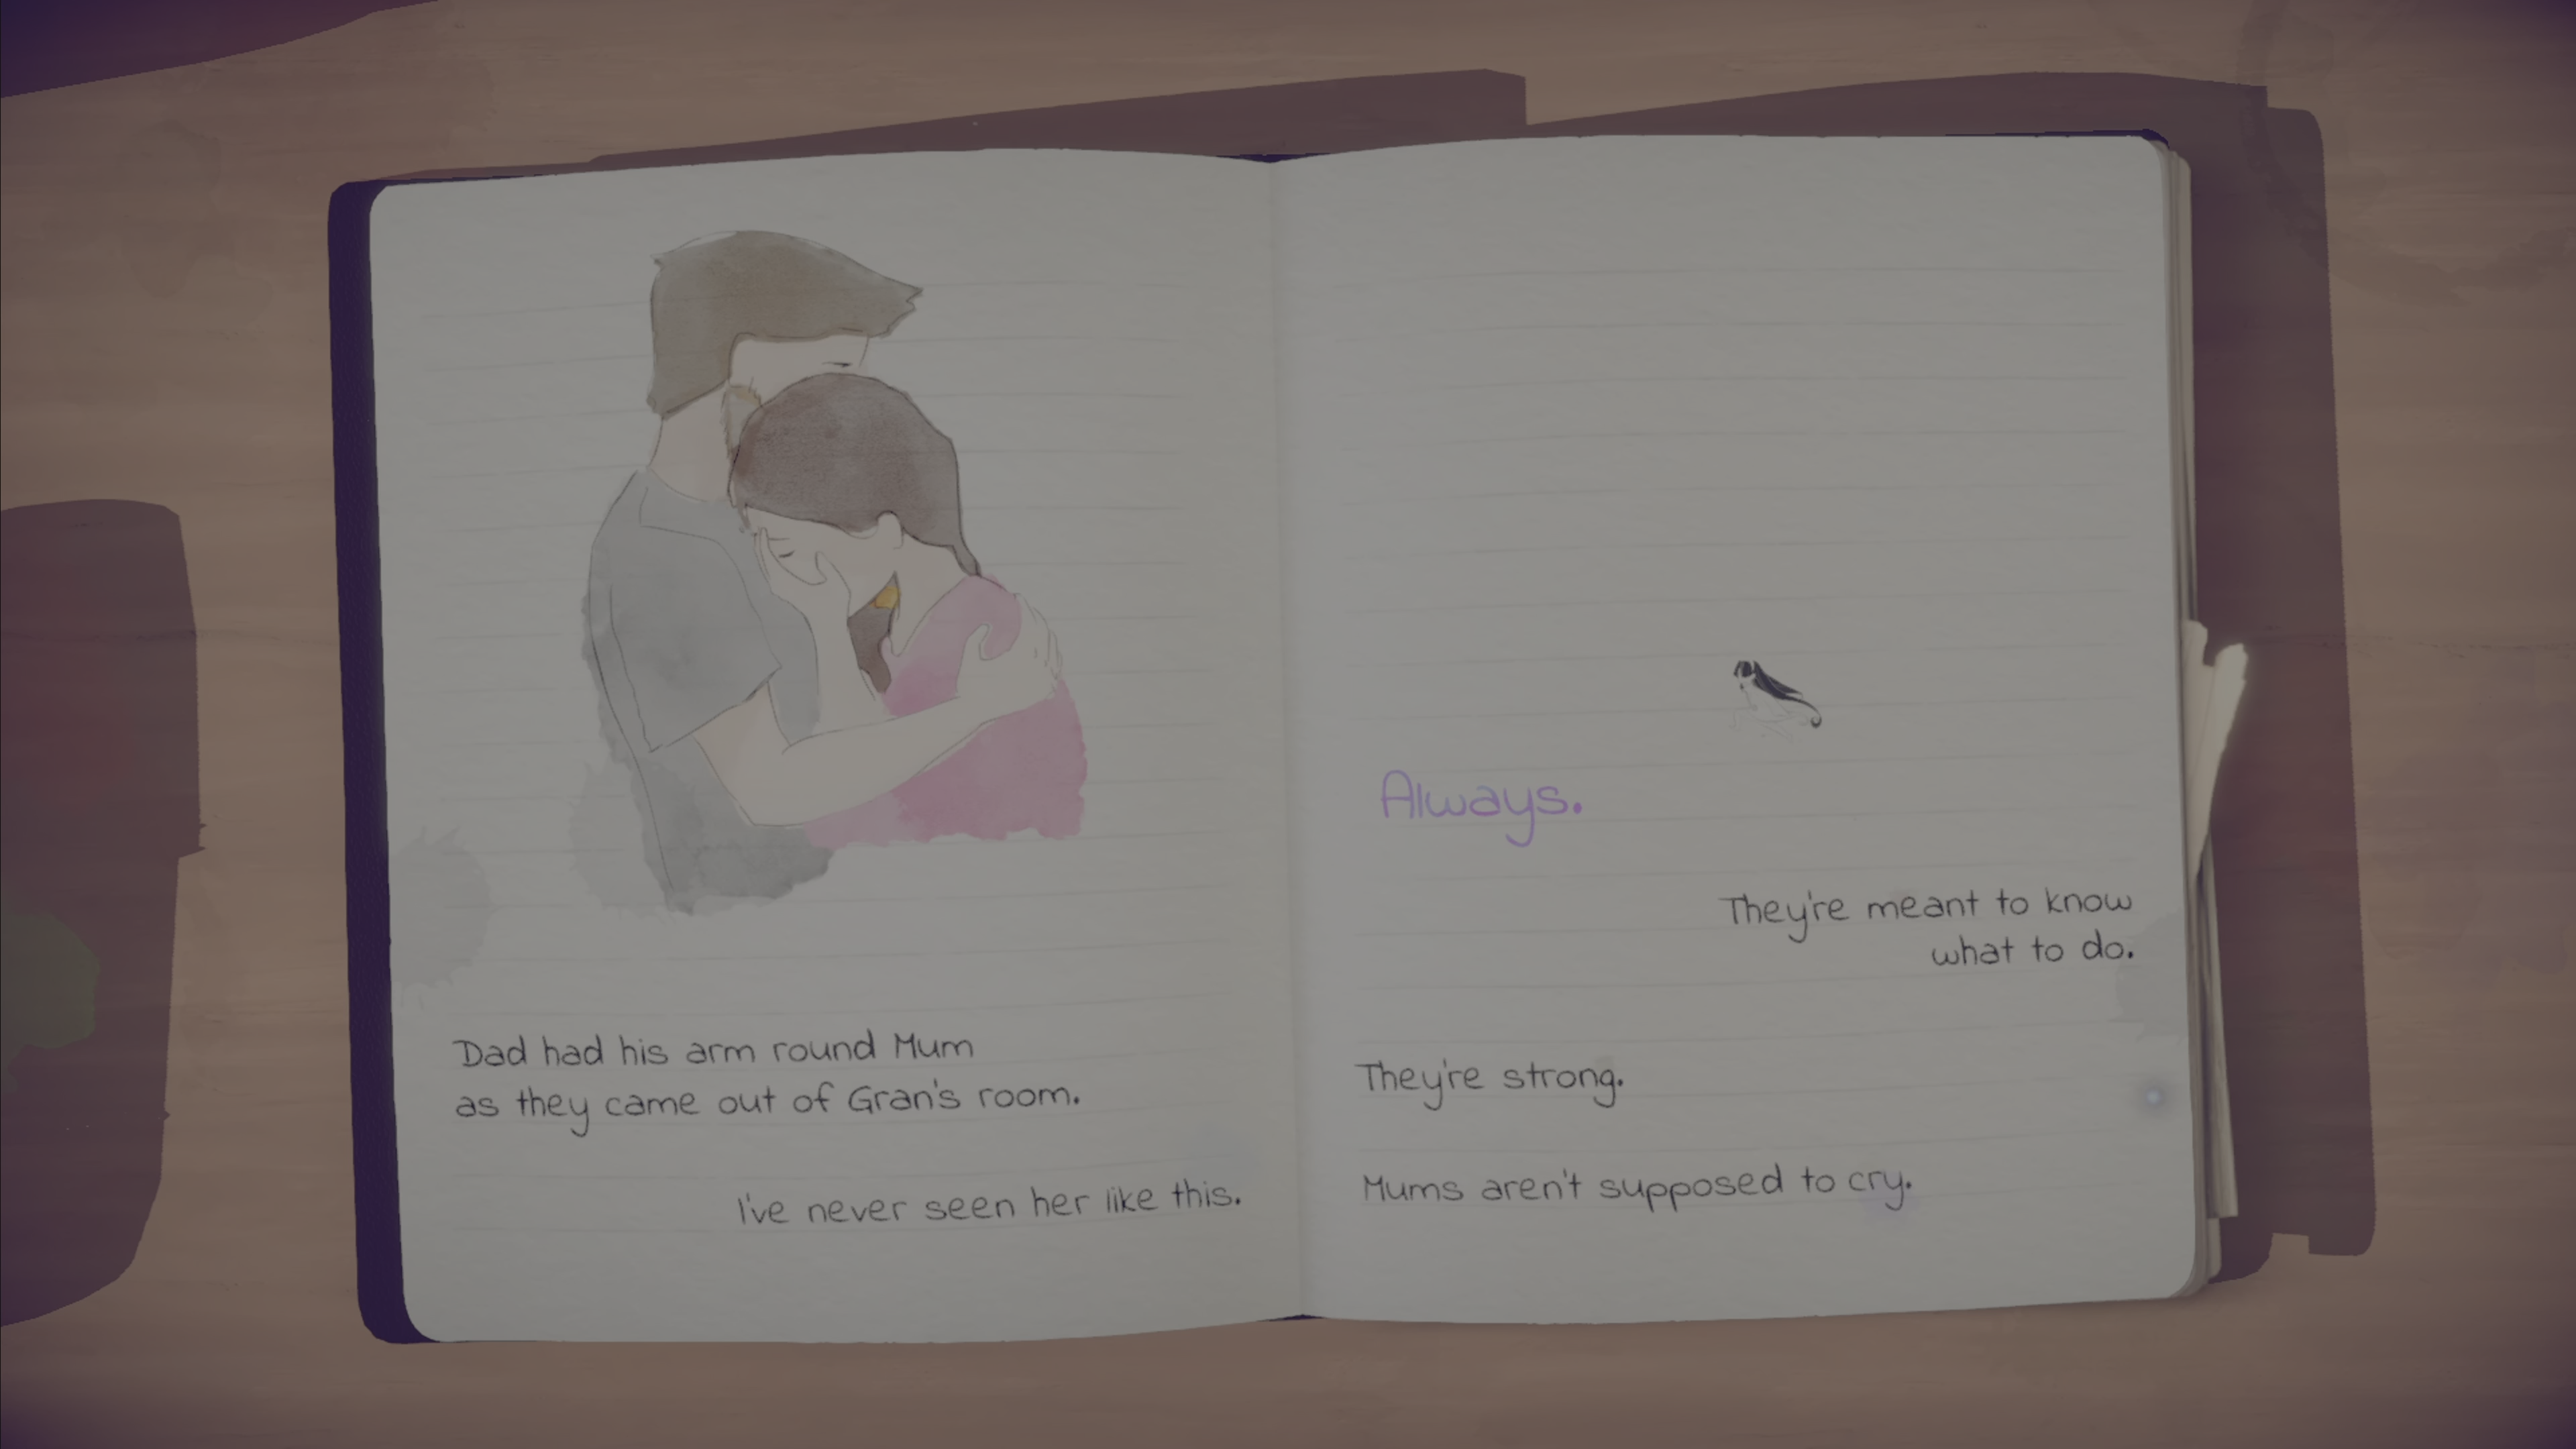 Dad had his arm round Mum
as they came out of Gran's room.
I've never seen her like this.
Always.
They're meant to know
what to do.
They're strong.
Mums aren't supposed to cry.